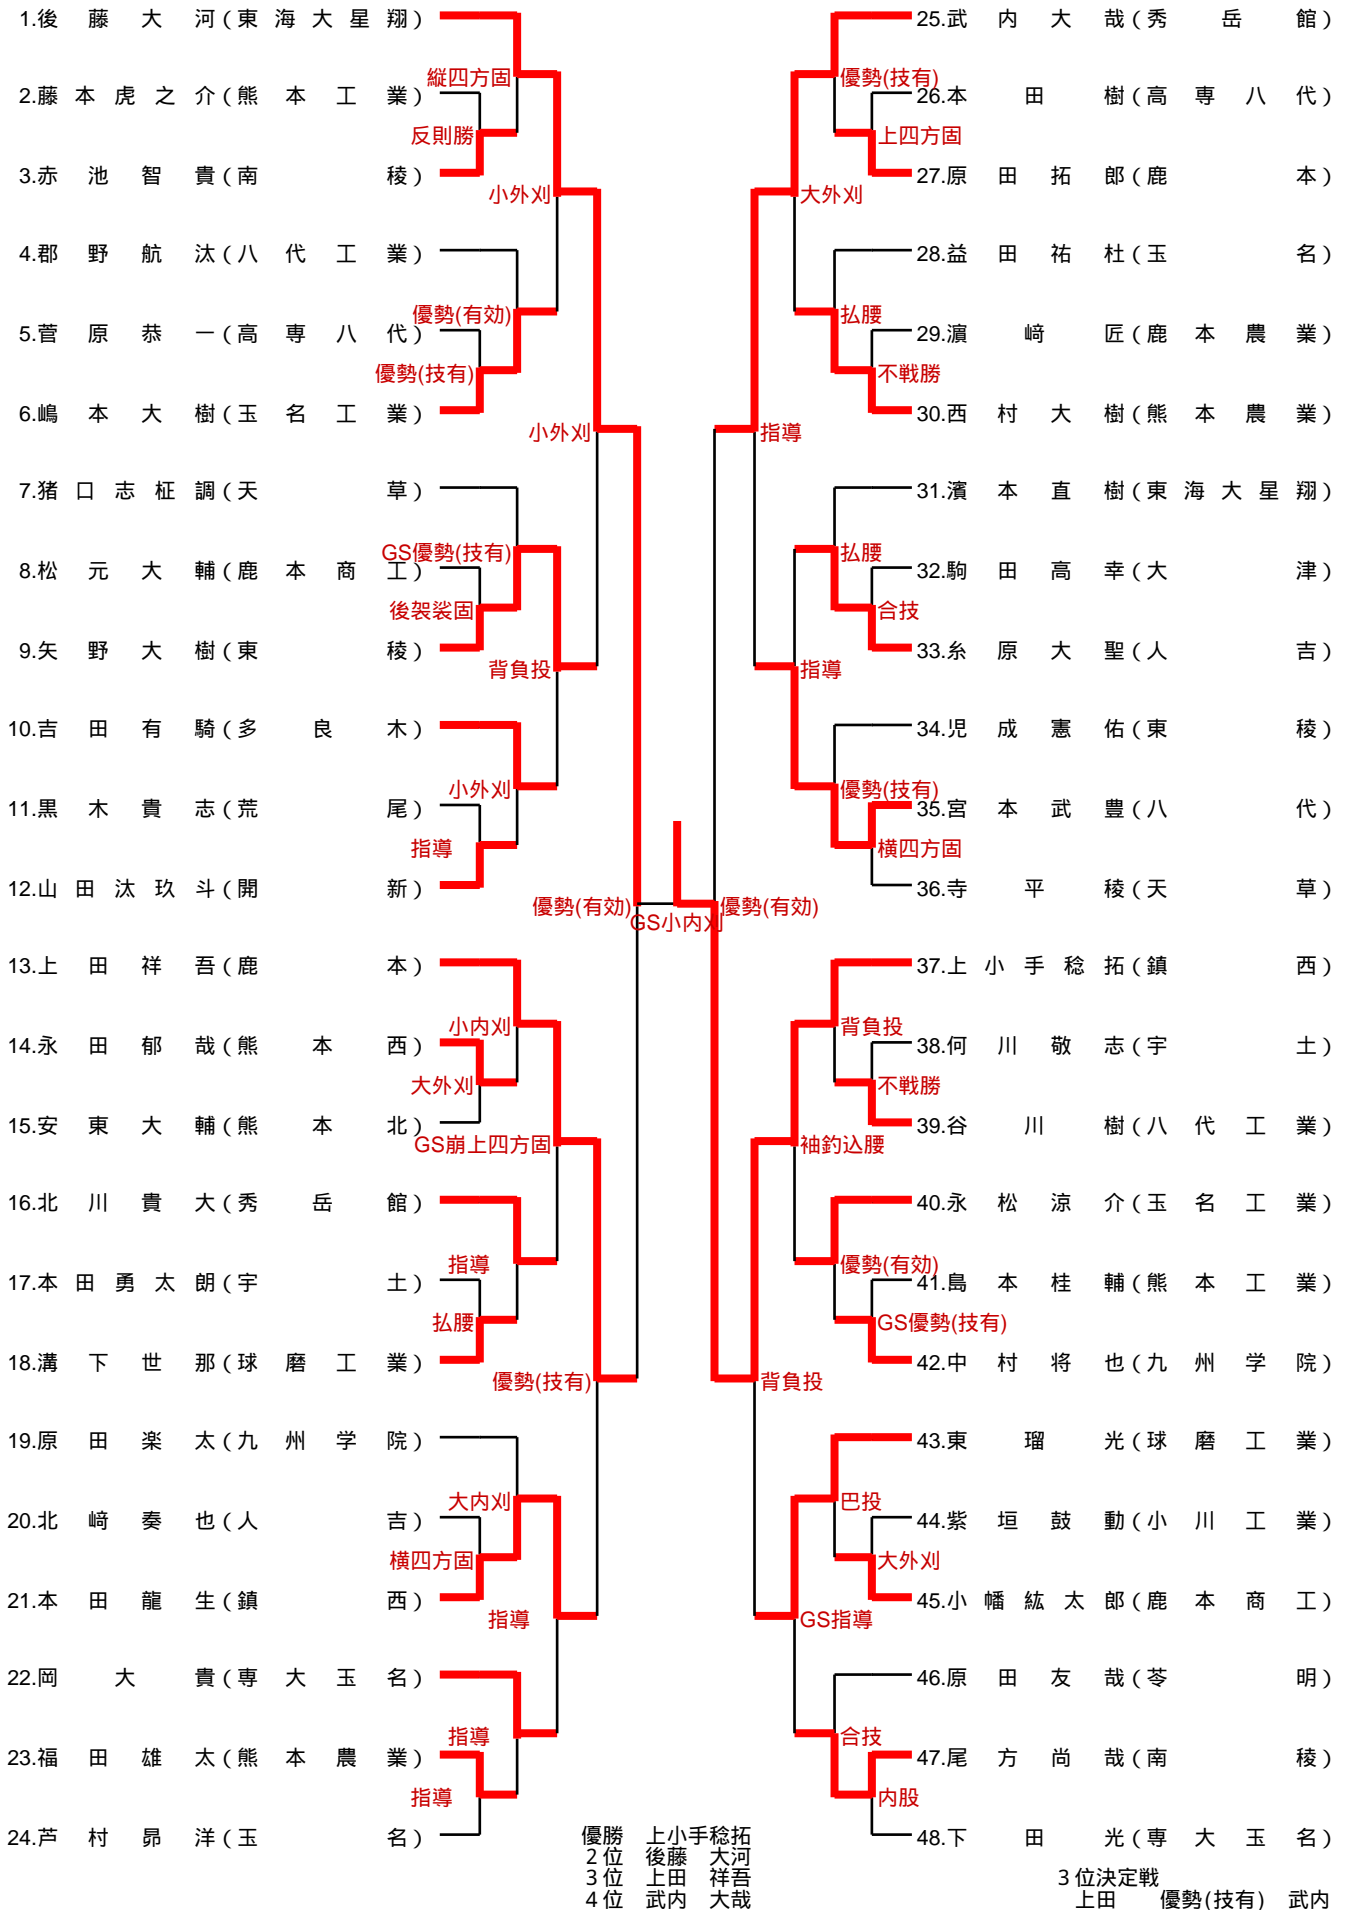 1.後藤大河(東海大星翔)
縦四方固
2.藤本虎之介(熊本工業)
反則勝
3.赤池智貴(南稜)
小外刈
4.郡野航汰(八代工業)
優勢(有効)
5.菅原恭一(高専八代)
優勢(技有)
6.嶋本大樹(玉名工業)
小外刈
7.猪口志柾調(天草)
GS優勢(技有)
8.松元大輔(鹿本商工)
後袈裟固
9.矢野大樹(東稜)
背負投
10.吉田有騎(多良木)
小外刈
11.黒木貴志(荒尾)
指導
12.山田汰玖斗(開新)
優勢(有効)
13.上田祥吾(鹿本)
小内刈
14.永田郁哉(熊本西)
大外刈
15.安東大輔(熊本北)
GS崩上四方固
16.北川貴大(秀岳館)
指導
17.本田勇太朗(宇土)
払腰
18.溝下世那(球磨工業)
優勢(技有)
19.原田楽太(九州学院)
大内刈
20.北﨑奏也(人吉)
横四方固
21.本田龍生(鎮西)
指導
22.岡大貴(専大玉名)
指導
23.福田雄太(熊本農業)
指導
24.芦村昴洋(玉名)
GS小内刈
25.武内大哉(秀岳館)
優勢(技有)
26.本田樹(高専八代)
上四方固
27.原田拓郎(鹿本)
大外刈
28.益田祐杜(玉名)
払腰
29.濵﨑匠(鹿本農業)
不戦勝
30.西村大樹(熊本農業)
指導
31.濱本直樹(東海大星翔)
払腰
32.駒田高幸(大津)
合技
33.糸原大聖(人吉)
指導
34.児成憲佑(東稜)
優勢(技有)
35.宮本武豊(八代)
横四方固
36.寺平稜(天草)
優勢(有効)
37.上小手稔拓(鎮西)
背負投
38.何川敬志(宇土)
不戦勝
39.谷川樹(八代工業)
袖釣込腰
40.永松涼介(玉名工業)
優勢(有効)
41.島本桂輔(熊本工業)
GS優勢(技有)
42.中村将也(九州学院)
背負投
43.東瑠光(球磨工業)
巴投
44.紫垣鼓動(小川工業)
大外刈
45.小幡紘太郎(鹿本商工)
GS指導
46.原田友哉(苓明)
合技
47.尾方尚哉(南稜)
内股
48.下田光(専大玉名)
優勝 上小手稔拓
2位 後藤 大河
3位 上田 祥吾
4位 武内 大哉
3位決定戦
上田 優勢(技有) 武内